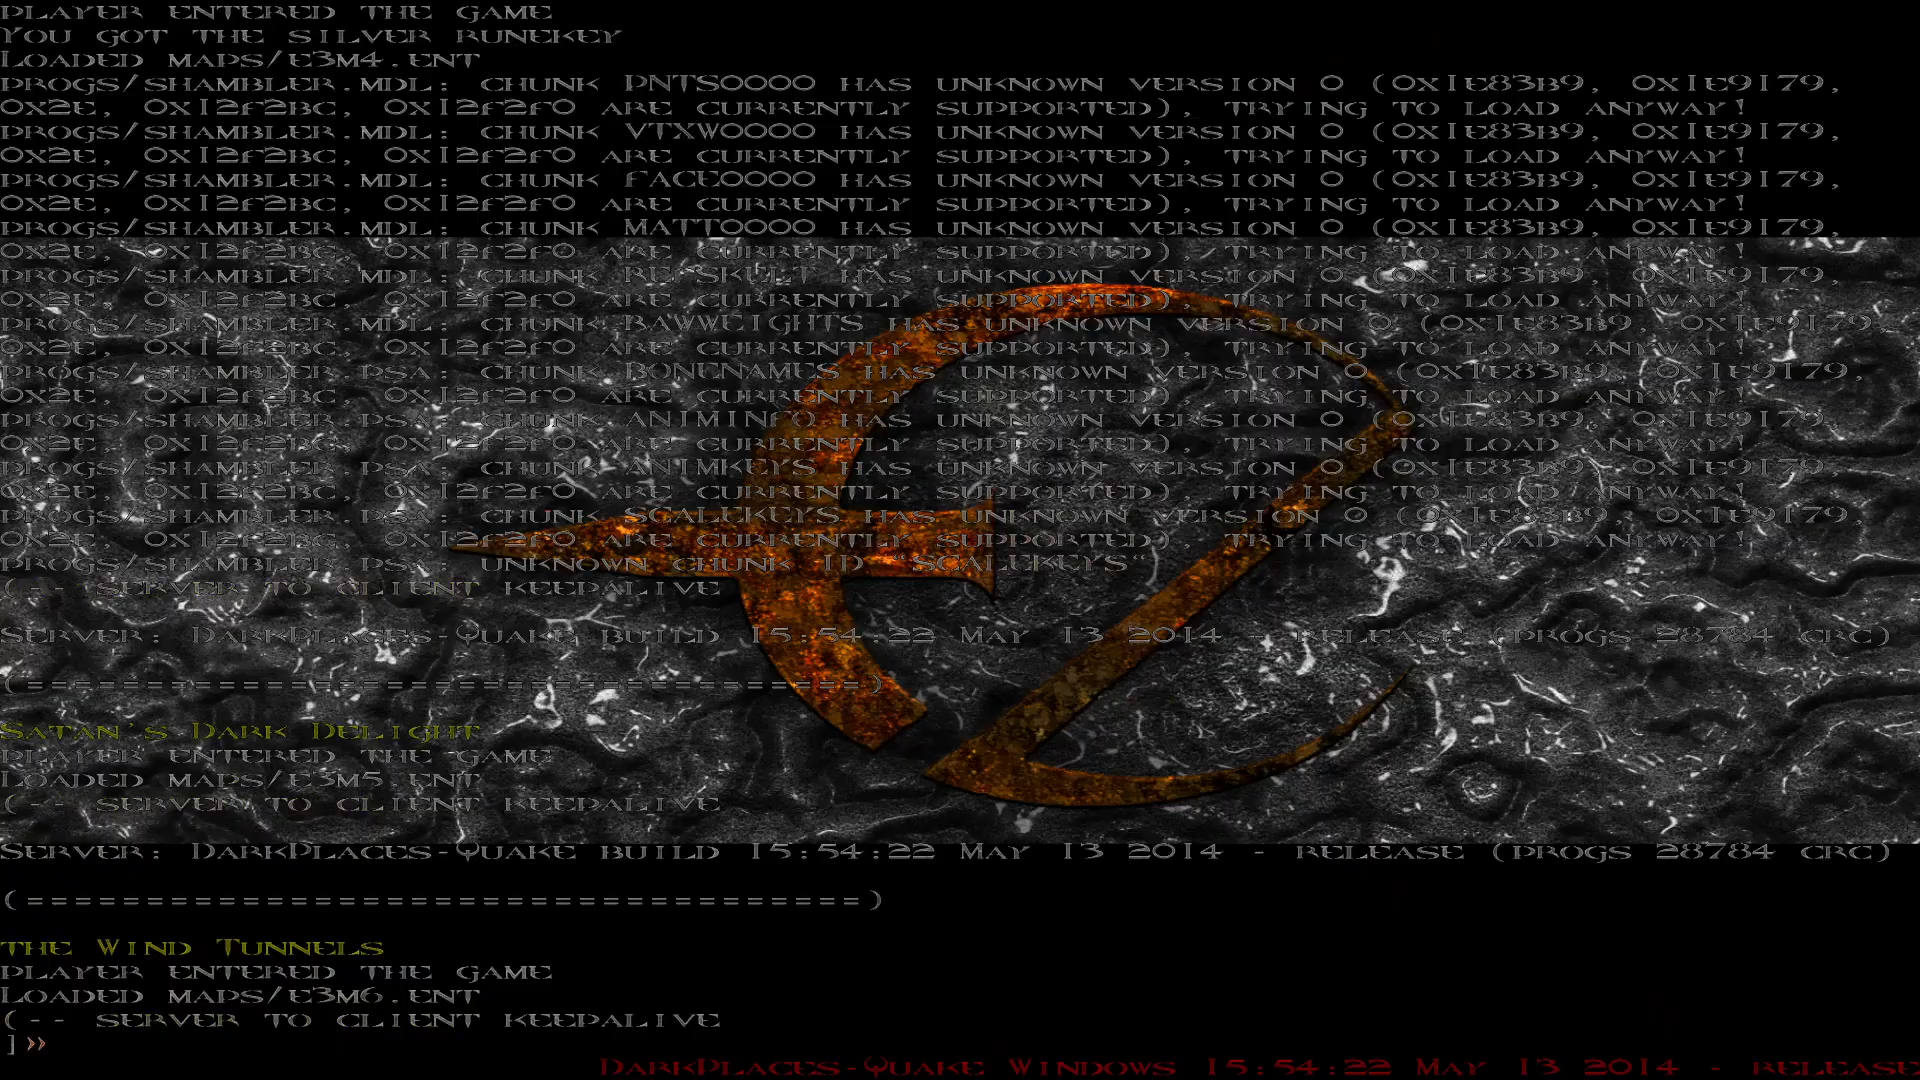 PLAYER ENTERED THE GAME
YOU GOT THE SILVER RUNEKEY
LOADED MAPS/E3M4.ENT
PROGS/SHAMBLER.MDL: CHUNK PNTS0000 HAS UNKNOWN VERSION 0 (0X1E83B9, 0X1E9179,
0X2E, 0X12F2BC, 0X12F2F0 ARE CURRENTLY SUPPORTED), TRYING TO LOAD ANYWAY!
PROGS/SHAMBLER.MDL: CHUNK VTXW0000 HAS UNKNOWN VERSION 0 (0X1E83B9, 0X1E9179,
0X2E, 0X12F2BC, 0X12F2F0 ARE CURRENTLY SUPPORTED), TRYING TO LOAD ANYWAY!
PROGS/SHAMBLER.MDL: CHUNK FACE0000 HAS UNKNOWN VERSION 0 (0X1E83B9, 0X1E9179,
0X2E, 0X12F2BC, 0X12F2F0 ARE CURRENTLY SUPPORTED), TRYING TO LOAD ANYWAY!
PROGS/SHAMBLER.MDL: CHUNK MATT0000 HAS UNKNOWN VERSION 0 (0X1E83B9, 0X1E9179,
0X2E, 0X12F2BC, 0X12F2F0 ARE CURRENTLY SUPPORTED), TRYING TO LOAD ANYWAY!
PROGS/SHAMBLER.MDL: CHUNK REFSKELT HAS UNKNOWN VERSION 0 (0X1E83B9, 0X1E9179,
0X2E, 0X12F2BC, 0X12F2F0 ARE CURRENTLY SUPPORTED), TRYING TO LOAD ANYWAY!
PROGS/SHAMBLER.MDL: CHUNK RAWWEIGHTS HAS UNKNOWN VERSION 0 (0X1E83B9, 0X1E9179,
0X2E, 0X12F2BC, 0X12F2F0 ARE CURRENTLY SUPPORTED), TRYING TO LOAD ANYWAY!
PROGS/SHAMBLER.PSA: CHUNK BONENAMES HAS UNKNOWN VERSION 0 (0X1E83B9, 0X1E9179,
0X2E, 0X12F2BC, 0X12F2F0 ARE CURRENTLY SUPPORTED), TRYING TO LOAD ANYWAY!
PROGS/SHAMBLER.PSA: CHUNK ANIMINFO HAS UNKNOWN VERSION 0 (0X1E83B9, 0X1E9179,
0X2E, 0X12F2BC, 0X12F2F0 ARE CURRENTLY SUPPORTED), TRYING TO LOAD ANYWAY!
PROGS/SHAMBLER.PSA: CHUNK ANIMKEYS HAS UNKNOWN VERSION 0 (0X1E83B9, 0X1E9179,
0X2E, 0X12F2BC, 0X12F2F0 ARE CURRENTLY SUPPORTED), TRYING TO LOAD ANYWAY!
PROGS/SHAMBLER.PSA: CHUNK SCALEKEYS HAS UNKNOWN VERSION 0 (0X1E83B9, 0X1E9179,
0X2E, 0X12F2BC, 0X12F2F0 ARE CURRENTLY SUPPORTED), TRYING TO LOAD ANYWAY!
PROGS/SHAMBLER.PSA: UNKNOWN CHUNK ID "SCALEKEYS"
(-- SERVER TO CLIENT KEEPALIVE
SERVER: DARKPLACES-QUAKE BUILD 15:54:22 MAY 13 2014 - RELEASE (PROGS 28784 CRC)
(===================================)
SATAN'S DARK DELIGHT
PLAYER ENTERED THE GAME
LOADED MAPS/E3M5.ENT
(-- SERVER TO CLIENT KEEPALIVE
SERVER: DARKPLACES-QUAKE BUILD 15:54:22 MAY 13 2014 - RELEASE (PROGS 28784 CRC)
(===================================)
THE WIND TUNNELS
PLAYER ENTERED THE GAME
LOADED MAPS/E3M6.ENT
(-- SERVER TO CLIENT KEEPALIVE
]»
DARKPLACES-QUAKE WINDOWS 15:54:22 MAY 13 2014 - RELEASE